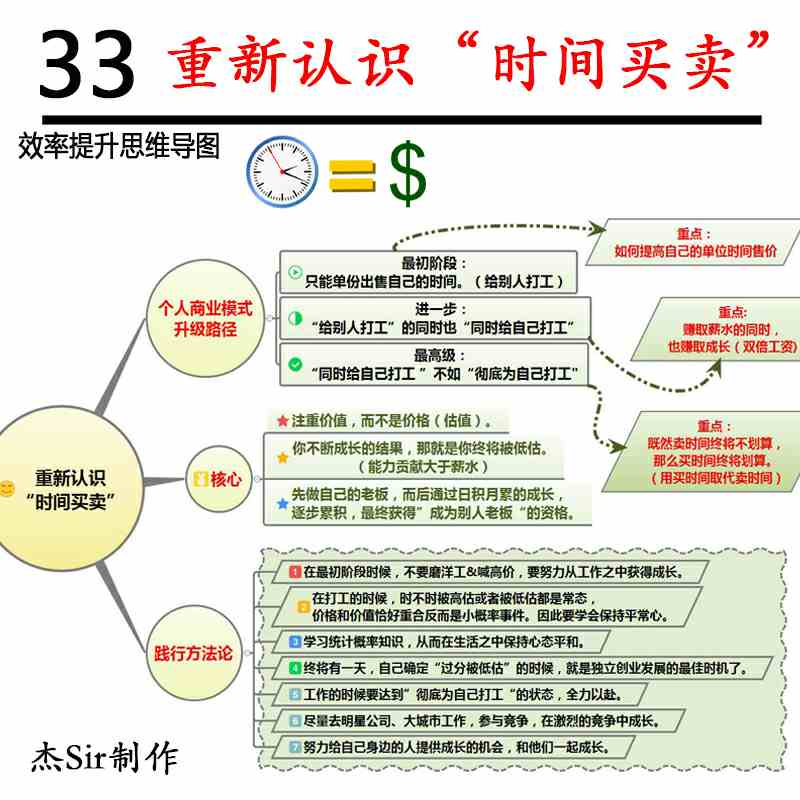 33 重新认识“时间买卖”
效率提升思维导图
$
重新认识
“时间买卖”
个人商业模式
升级路径
最初阶段：
只能单份出售自己的时间。（给别人打工）
重点：
如何提高自己的单位时间售价
进一步：
“给别人打工”的同时也“同时给自己打工”
重点：
赚取薪水的同时，
也赚取成长（双倍工资)
最高级：
“同时给自己打工 ”不如“彻底为自己打工"
重点：
既然卖时间终将不划算，
那么买时间终将划算。
（用买时间取代卖时间）
核心
注重价值，而不是价格（估值）。
你不断成长的结果，那就是你终将被低估。
（能力贡献大于薪水）
先做自己的老板，而后通过日积月累的成长，
逐步累积，最终获得”成为别人老板“的资格。
践行方法论
1 在最初阶段时候，不要磨洋工&喊高价，要努力从工作之中获得成长。
2 在打工的时候，时不时被高估或者被低估都是常态，
价格和价值恰好重合反而是小概率事件。因此要学会保持平常心。
3 学习统计概率知识，从而在生活之中保持心态平和。
4 终将有一天，自己确定“过分被低估”的时候，就是独立创业发展的最佳时机了。
5 工作的时候要达到”彻底为自己打工“的状态，全力以赴。
6 尽量去明星公司、大城市工作，参与竞争，在激烈的竞争中成长。
7 努力给自己身边的人提供成长的机会，和他们一起成长。
杰Sir制作